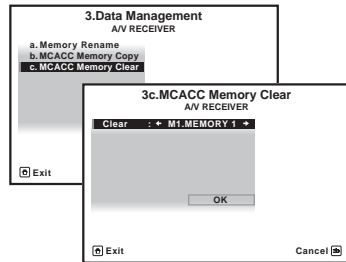 3.Data Management
A/V RECEIVER
a. Memory Rename
b. MCACC Memory Copy
c. MCACC Memory Clear
Exit
3c.MCACC Memory Clear
A/V RECEIVER
Clear : ← M1.MEMORY 1 →
OK
Exit Cancel